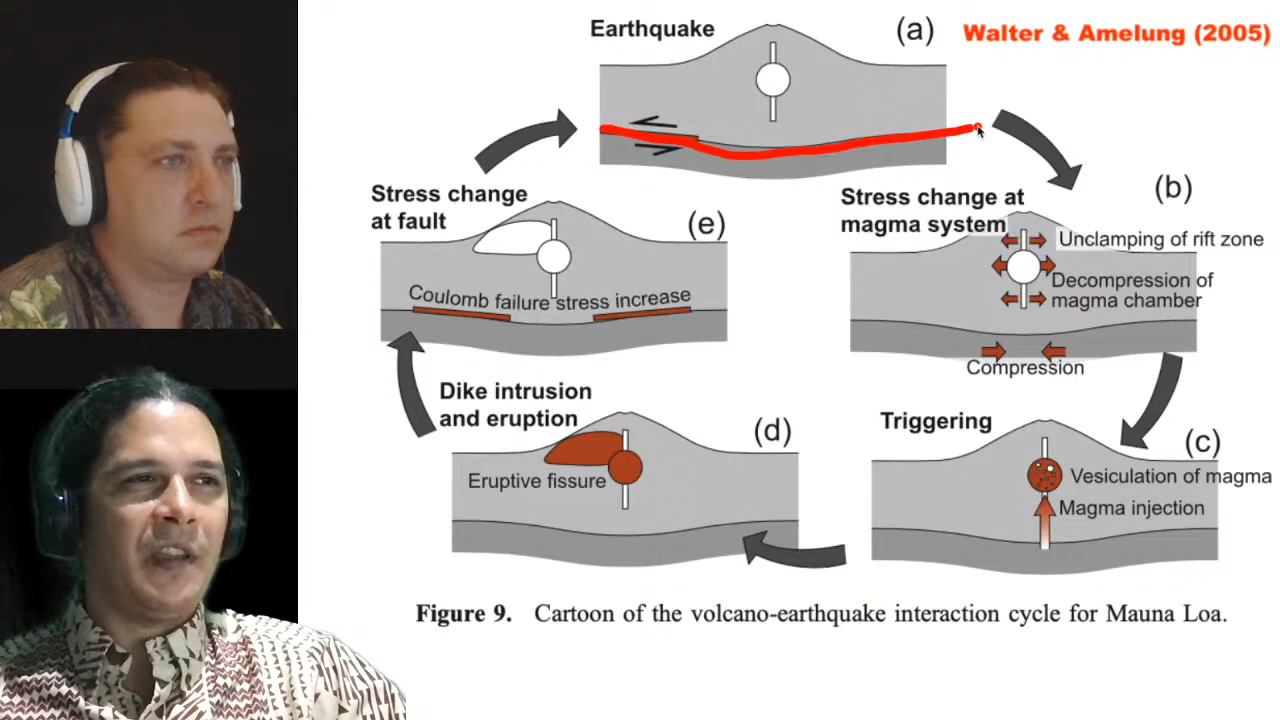 Earthquake
(a)
Walter & Amelung (2005)
Stress change at
magma system
(b)
Unclamping of rift zone
Decompression of
magma chamber
Compression
Triggering
(c)
Vesiculation of magma
Magma injection
Dike intrusion
and eruption
(d)
Eruptive fissure
Stress change
at fault
(e)
Coulomb failure stress increase
Figure 9. Cartoon of the volcano-earthquake interaction cycle for Mauna Loa.